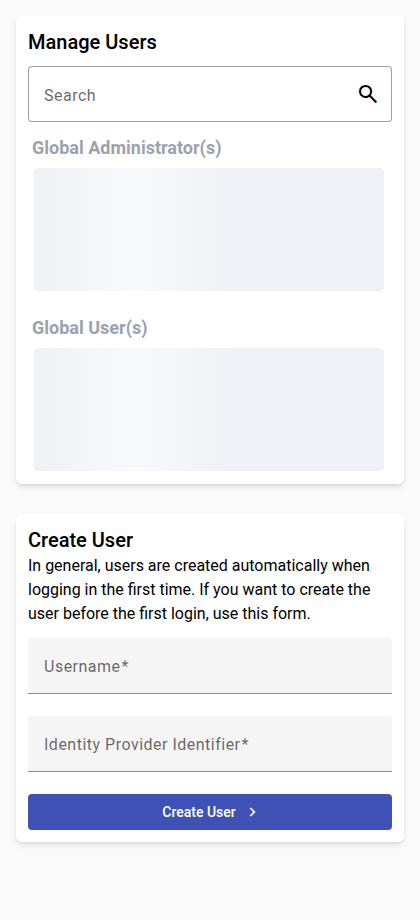 Manage Users
Search
Global Administrator(s)
Global User(s)
Create User
In general, users are created automatically when
logging in the first time. If you want to create the
user before the first login, use this form.
Username*
Identity Provider Identifier*
Create User